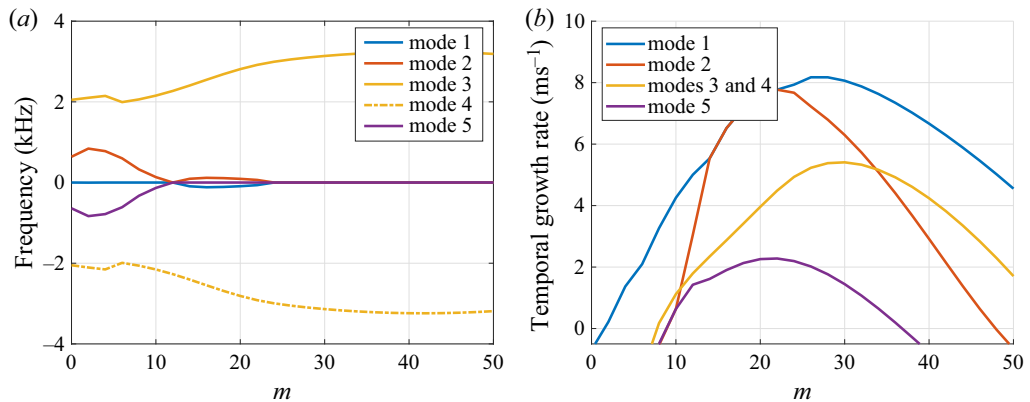 (a)
4
2
0
−2
−4
Frequency (kHz)
mode 1
mode 2
mode 3
mode 4
mode 5
0 10 20 30 40 50
m
(b)
10
8
6
4
2
0
Temporal growth rate (ms⁻¹)
mode 1
mode 2
modes 3 and 4
mode 5
0 10 20 30 40 50
m